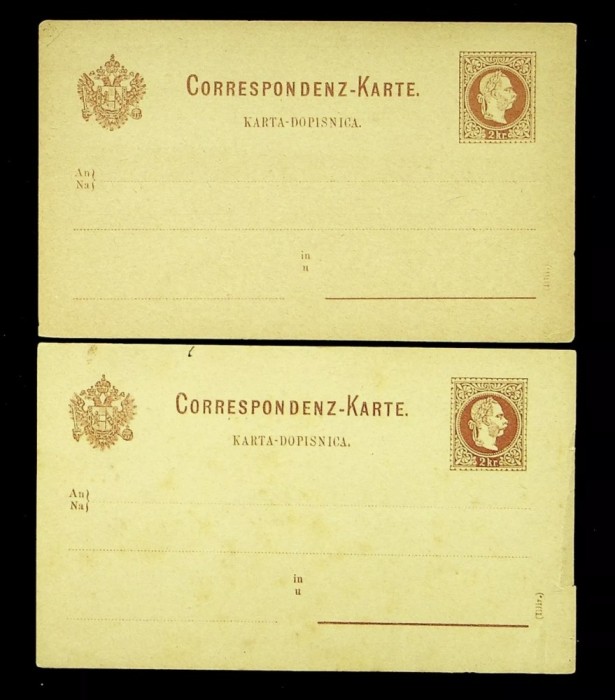 CORRESPONDENZ-KARTE.
KARTA-DOPISNICA.
2 kr.
An
Na
in
u
CORRESPONDENZ-KARTE.
KARTA-DOPISNICA.
2 kr.
An
Na
in
u